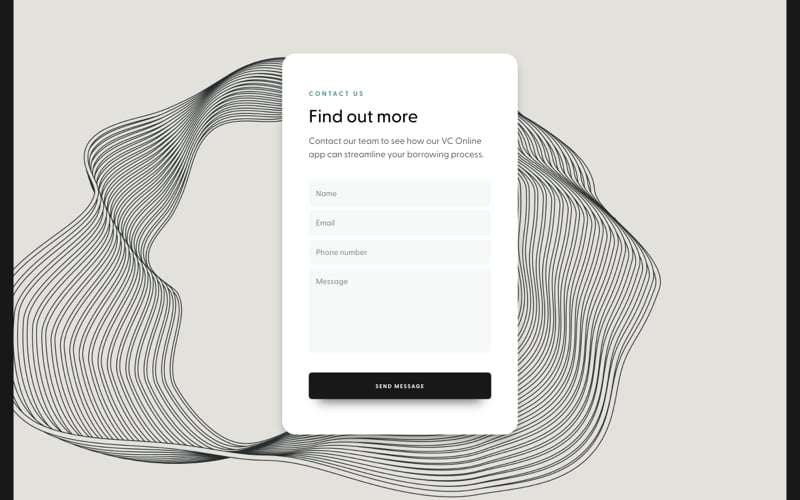 CONTACT US
Find out more
Contact our team to see how our VC Online
app can streamline your borrowing process.
Name
Email
Phone number
Message
SEND MESSAGE